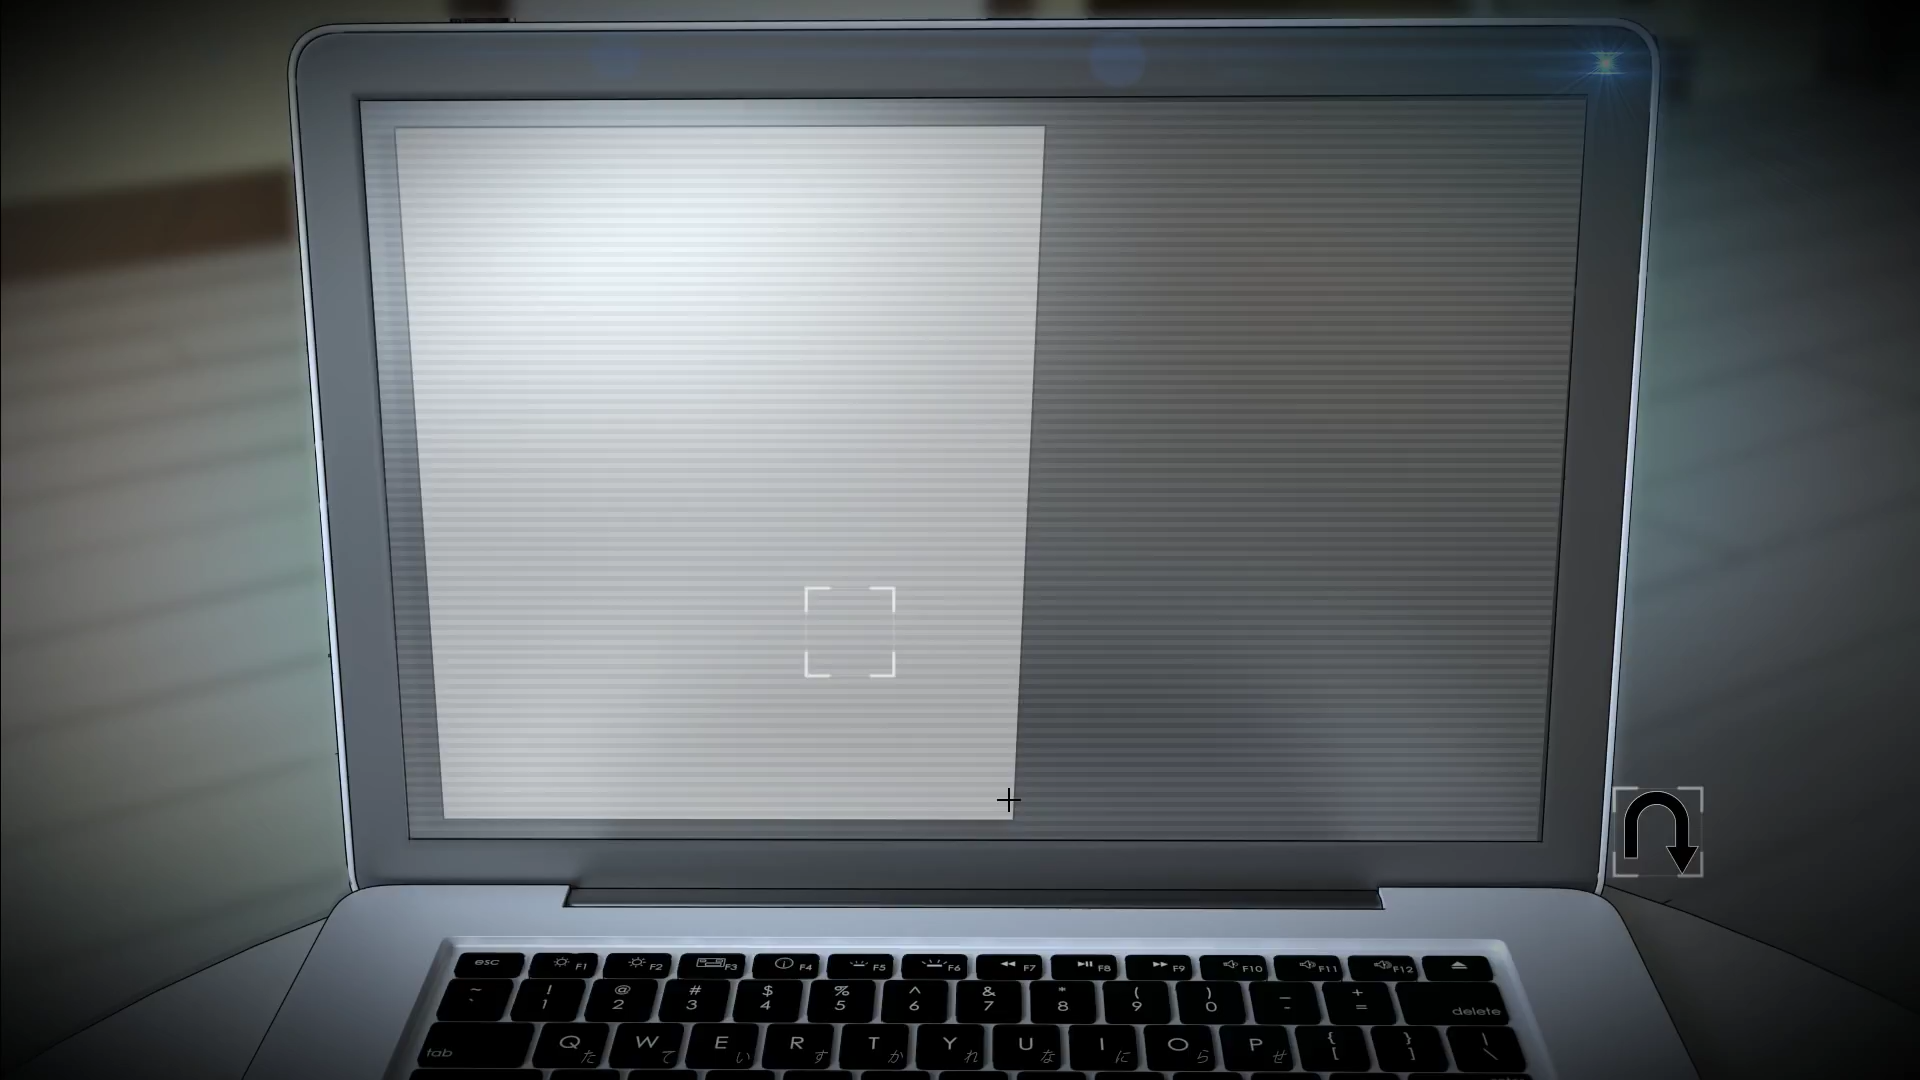 esc F1 F2 F3 F4 F5 F6 F7 F8 F9 F10 F11 F12
~ ` ! 1 @ 2 # 3 $ 4 % 5 ^ 6 & 7 * 8 ( 9 ) 0 _ - + = delete
tab Q た W て E い R す T か Y れ U な I に O ら P せ { [ } ] | \